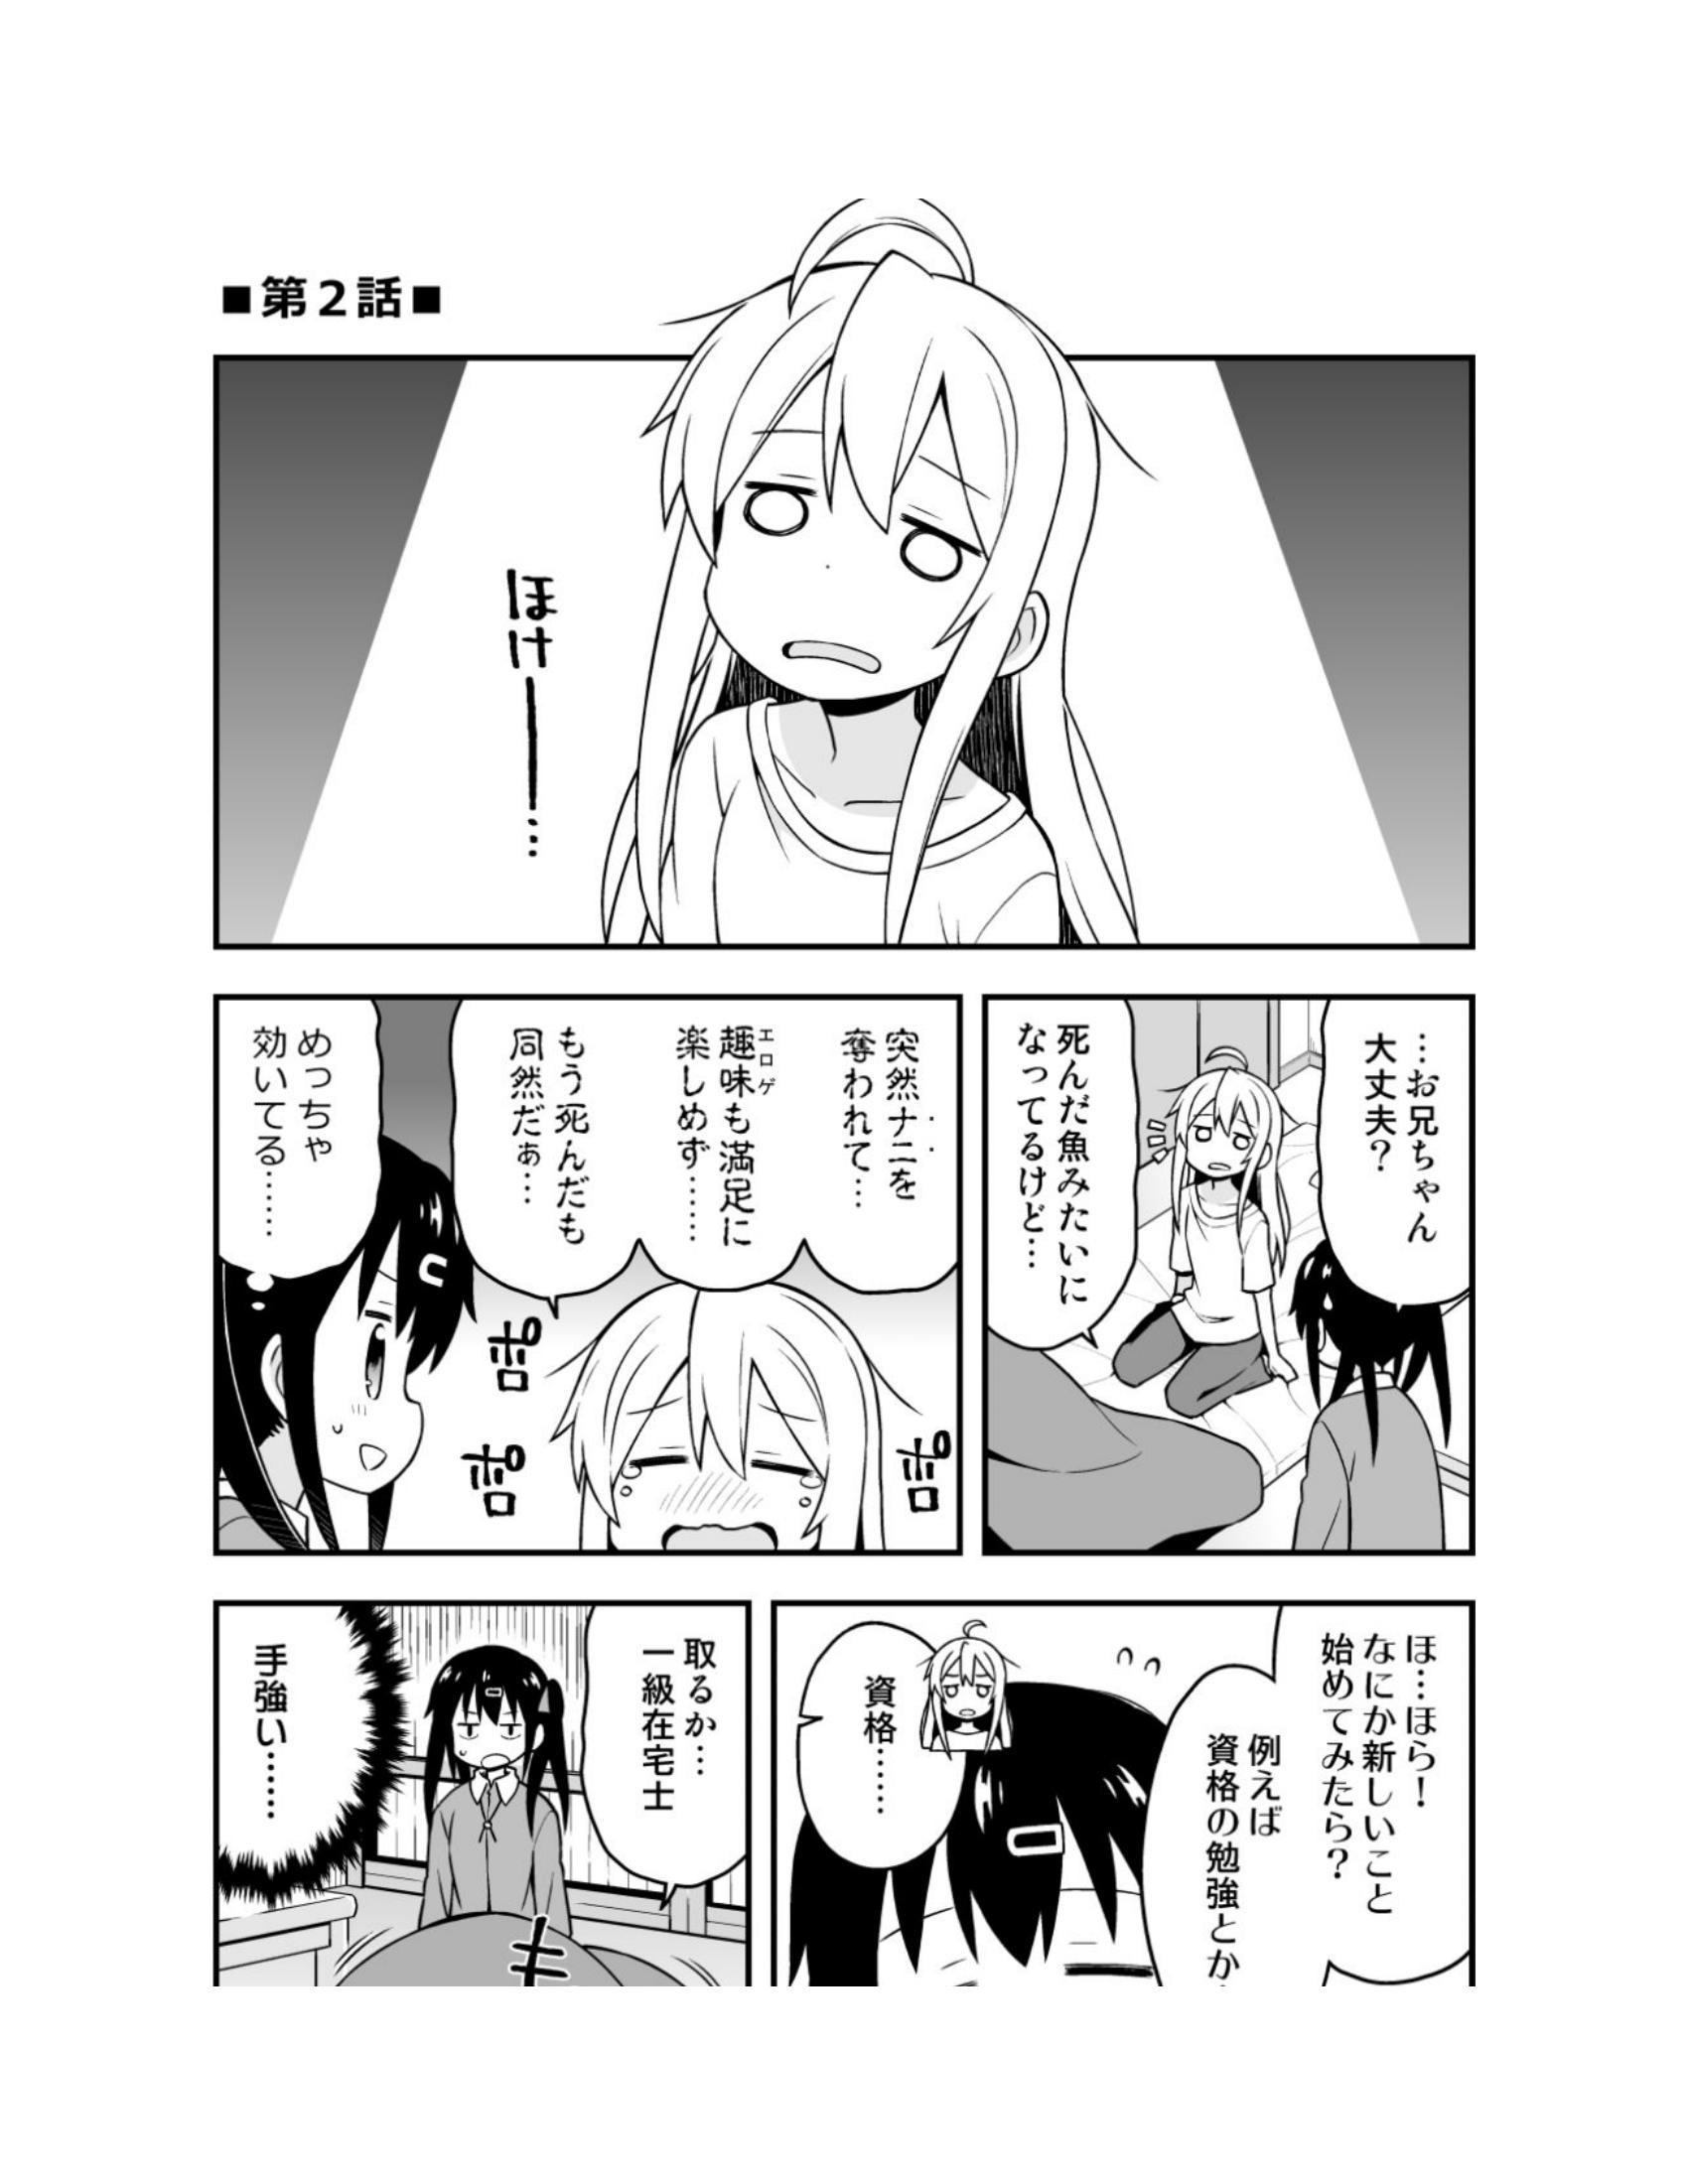 ■第2話■
ほけ───…
…お兄ちゃん
大丈夫？
死んだ魚みたいに
なってるけど…
突然ナニを
奪われて…
エロゲ
趣味も満足に
楽しめず……
もう死んだも
同然だぁ…
ポロ
ポロ
ポロ
めっちゃ
効いてる……
ほ…ほら！
なにか新しいこと
始めてみたら？
例えば
資格の勉強とか
資格……
取るか…
一級在宅士
手強い……